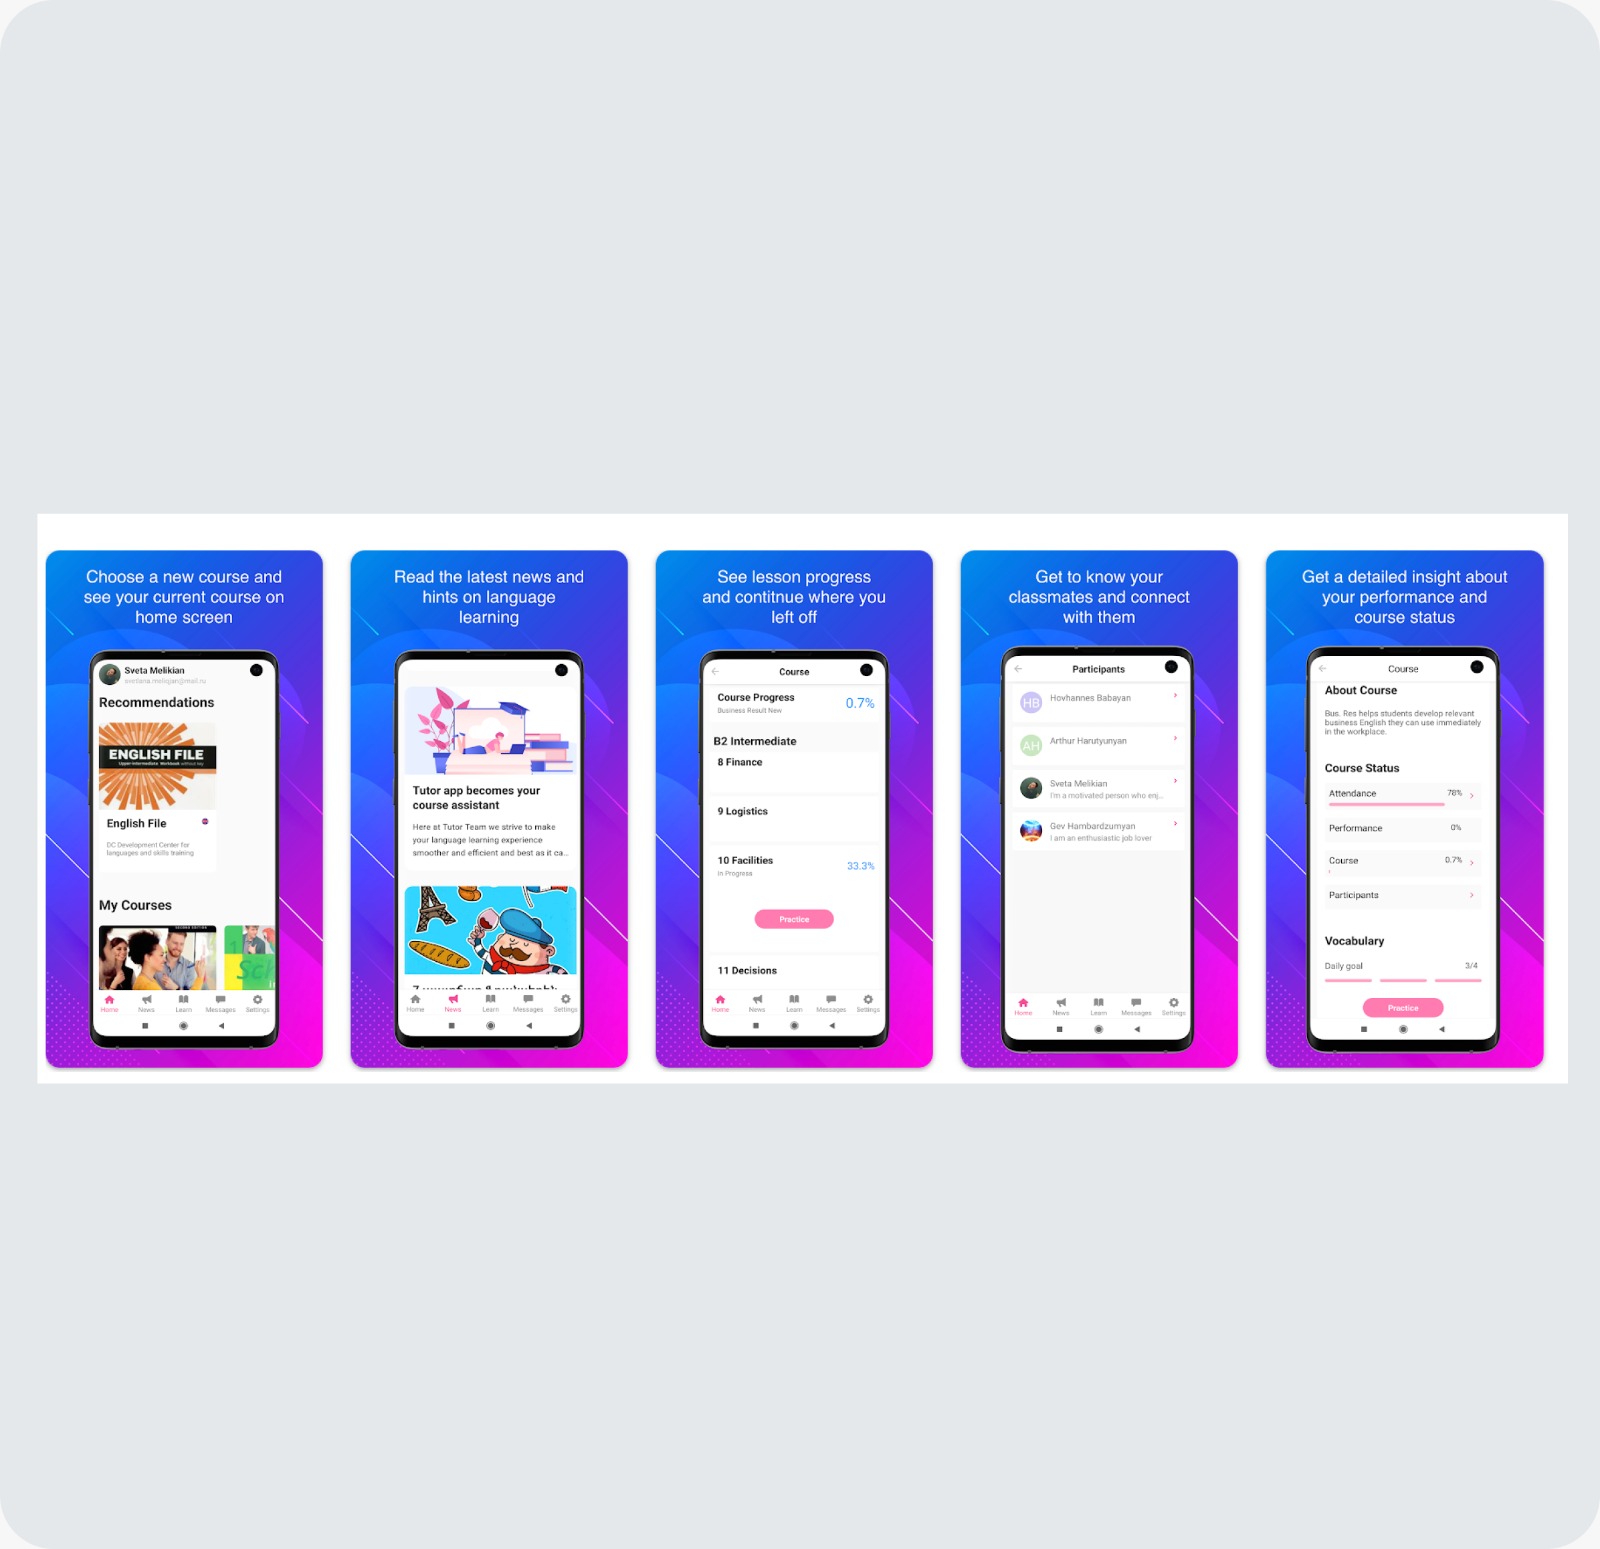 Choose a new course and
see your current course on
home screen
Sveta Melikian
svetlana.melikjan@mail.ru
Recommendations
ENGLISH FILE
Upper-intermediate Workbook without key
English File
DC Development Center for
languages and skills training
My Courses
SECOND EDITION
Home
News
Learn
Messages
Settings
Read the latest news and
hints on language
learning
Tutor app becomes your
course assistant
Here at Tutor Team we strive to make
your language learning experience
smoother and efficient and best as it ca...
Home
News
Learn
Messages
Settings
See lesson progress
and contitnue where you
left off
Course
Course Progress
0.7%
Business Result New
B2 Intermediate
8 Finance
9 Logistics
10 Facilities
33.3%
In Progress
Practice
11 Decisions
Home
News
Learn
Messages
Settings
Get to know your
classmates and connect
with them
Participants
HB
Hovhannes Babayan
AH
Arthur Harutyunyan
Sveta Melikian
I'm a motivated person who enj...
Gev Hambardzumyan
I am an enthusiastic job lover
Home
News
Learn
Messages
Settings
Get a detailed insight about
your performance and
course status
Course
About Course
Bus. Res helps students develop relevant
business English they can use immediately
in the workplace.
Course Status
Attendance
78%
Performance
0%
Course
0.7%
Participants
Vocabulary
Daily goal
3/4
Practice